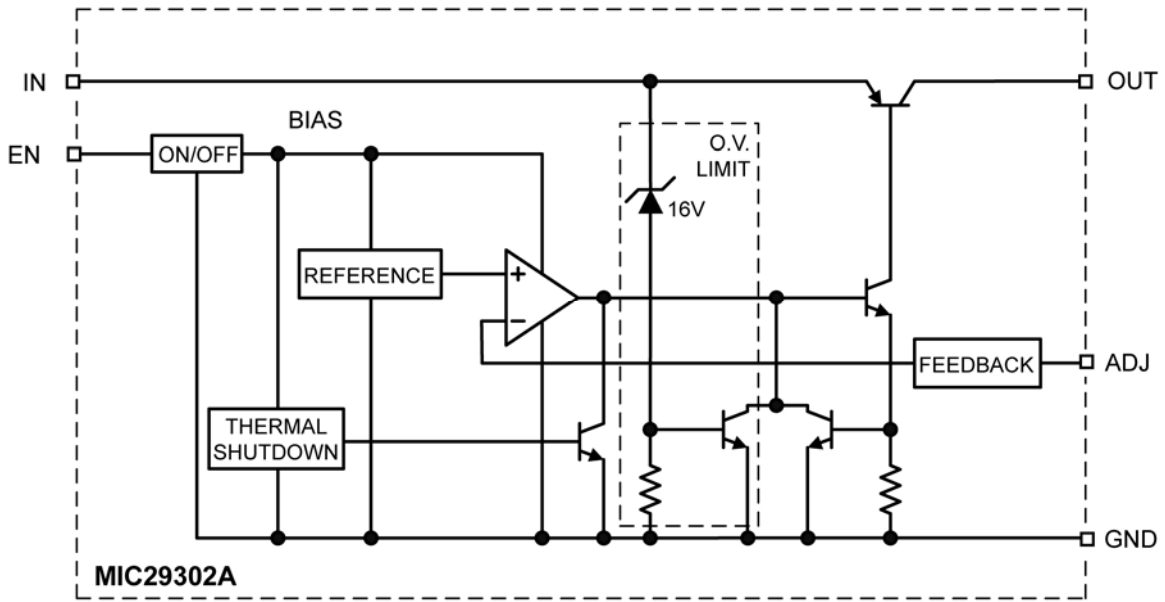 IN
OUT
BIAS
EN
ON/OFF
O.V.
LIMIT
16V
REFERENCE
+
−
FEEDBACK
ADJ
THERMAL
SHUTDOWN
GND
MIC29302A